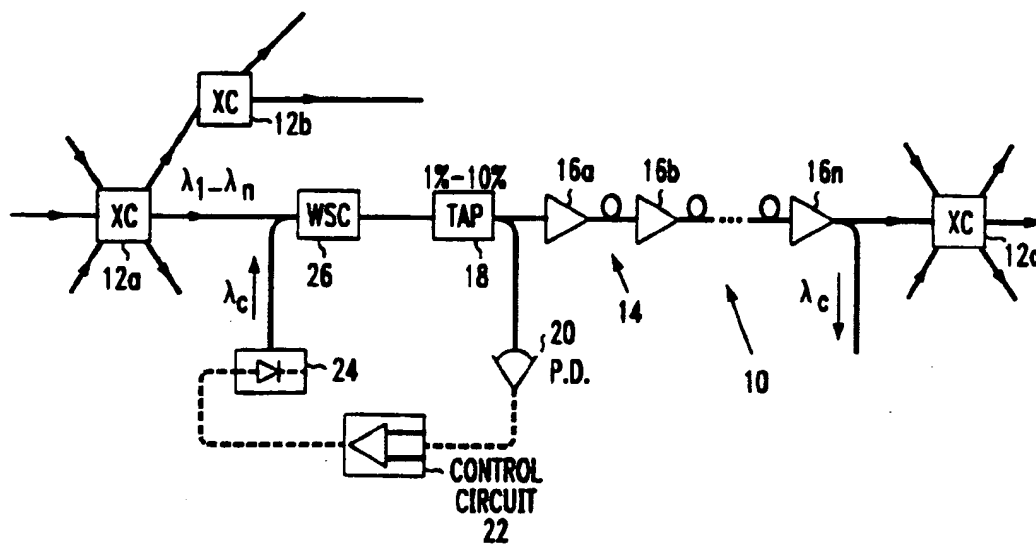 XC
12b
1%-10%
16a
16b
16n
λ1-λn
XC
WSC
TAP
XC
12a
26
18
12c
λc
14
λc
20
P.D.
24
10
CONTROL
CIRCUIT
22